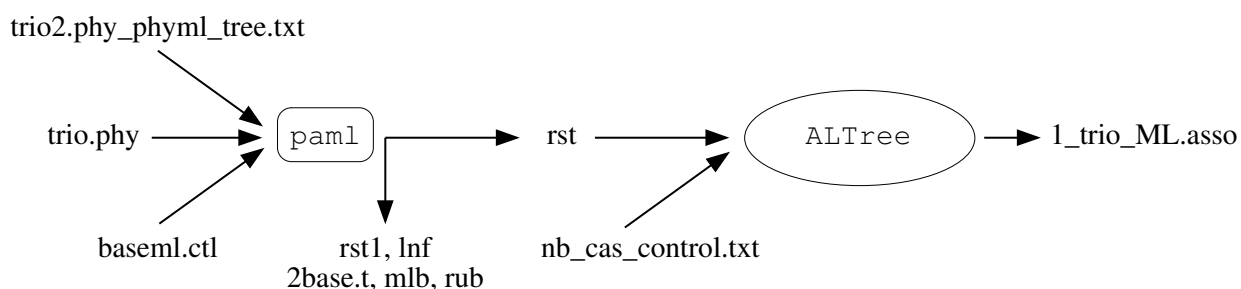 trio2.phy_phyml_tree.txt
trio.phy
paml
rst
ALTree
1_trio_ML.asso
baseml.ctl
rst1, lnf
2base.t, mlb, rub
nb_cas_control.txt